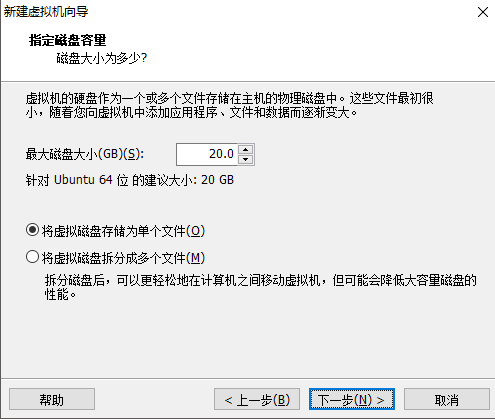 新建虚拟机向导
指定磁盘容量
磁盘大小为多少?
虚拟机的硬盘作为一个或多个文件存储在主机的物理磁盘中。这些文件最初很
小，随着您向虚拟机中添加应用程序、文件和数据而逐渐变大。
最大磁盘大小(GB)(S): 20.0
针对 Ubuntu 64 位 的建议大小: 20 GB
将虚拟磁盘存储为单个文件(O)
将虚拟磁盘拆分成多个文件(M)
拆分磁盘后，可以更轻松地在计算机之间移动虚拟机，但可能会降低大容量磁盘的
性能。
帮助 < 上一步(B) 下一步(N) > 取消